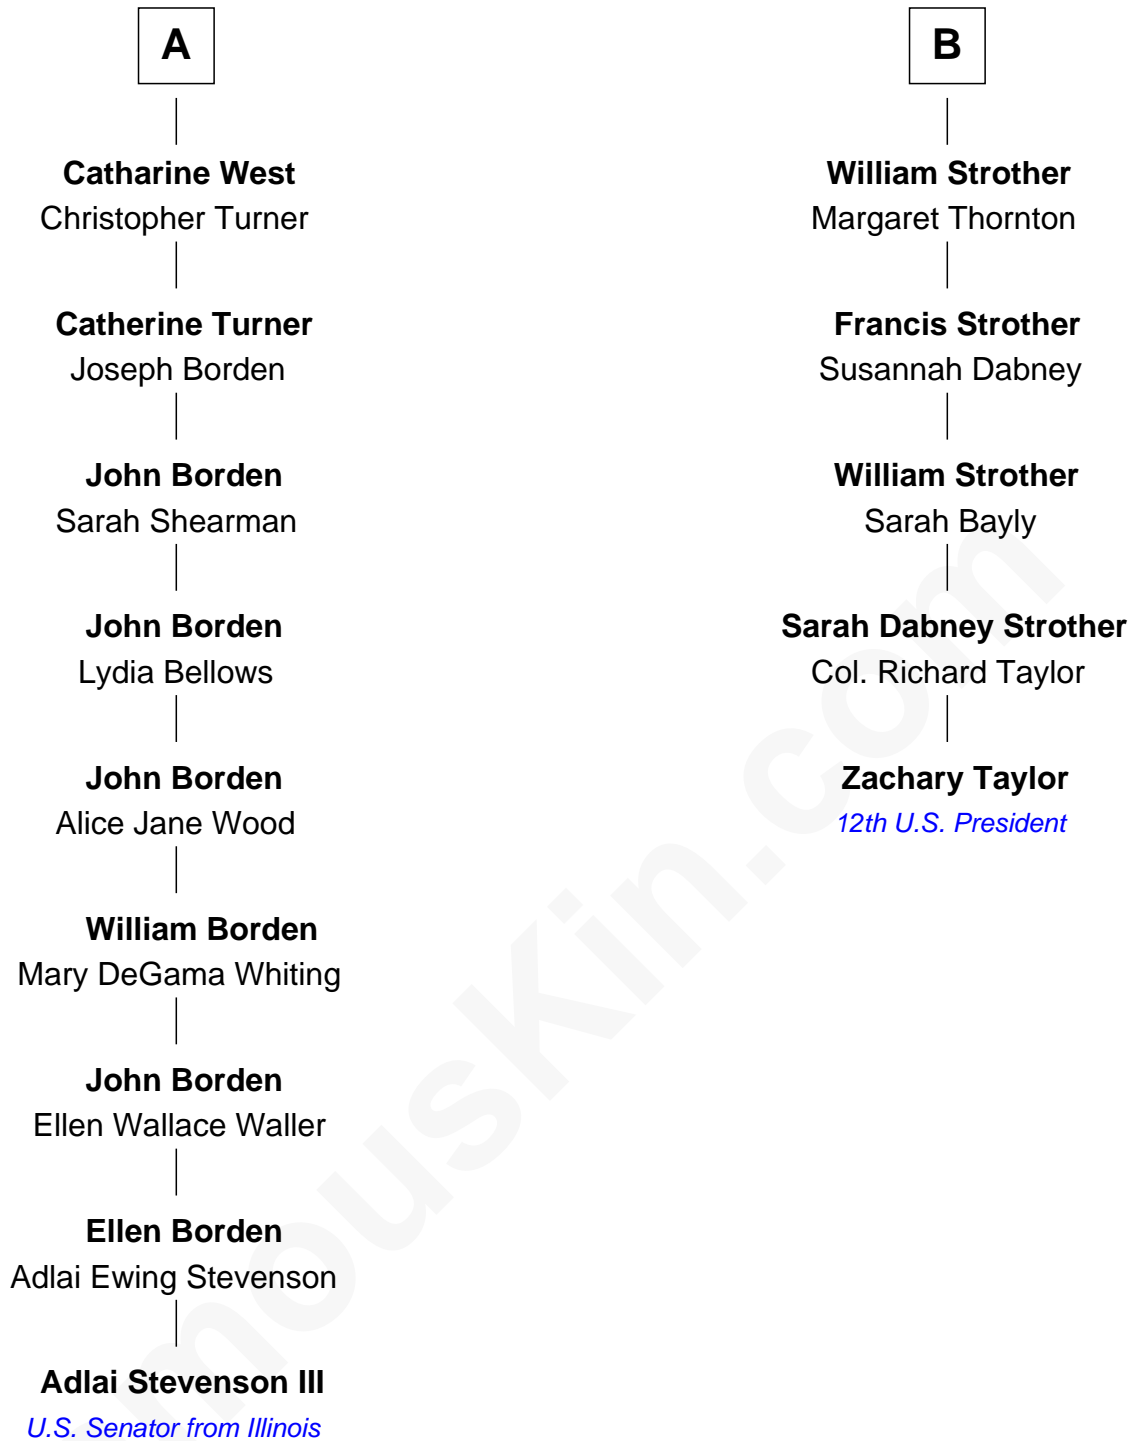 A
Catharine West
Christopher Turner
Catherine Turner
Joseph Borden
John Borden
Sarah Shearman
John Borden
Lydia Bellows
John Borden
Alice Jane Wood
William Borden
Mary DeGama Whiting
John Borden
Ellen Wallace Waller
Ellen Borden
Adlai Ewing Stevenson
Adlai Stevenson III
U.S. Senator from Illinois
B
William Strother
Margaret Thornton
Francis Strother
Susannah Dabney
William Strother
Sarah Bayly
Sarah Dabney Strother
Col. Richard Taylor
Zachary Taylor
12th U.S. President
mousKin.com